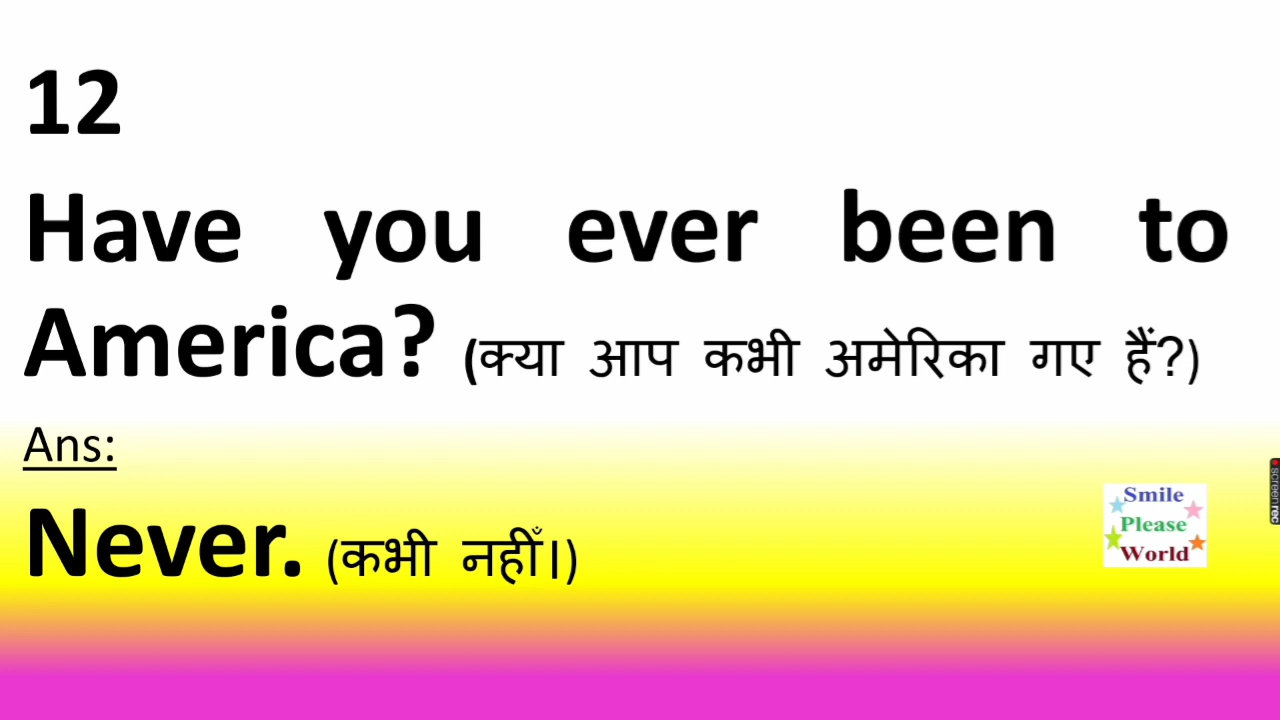 12
Have you ever been to
America? (क्या आप कभी अमेरिका गए हैं?)
Ans:
Never. (कभी नहीँ।)
Smile
Please
World
screenrec